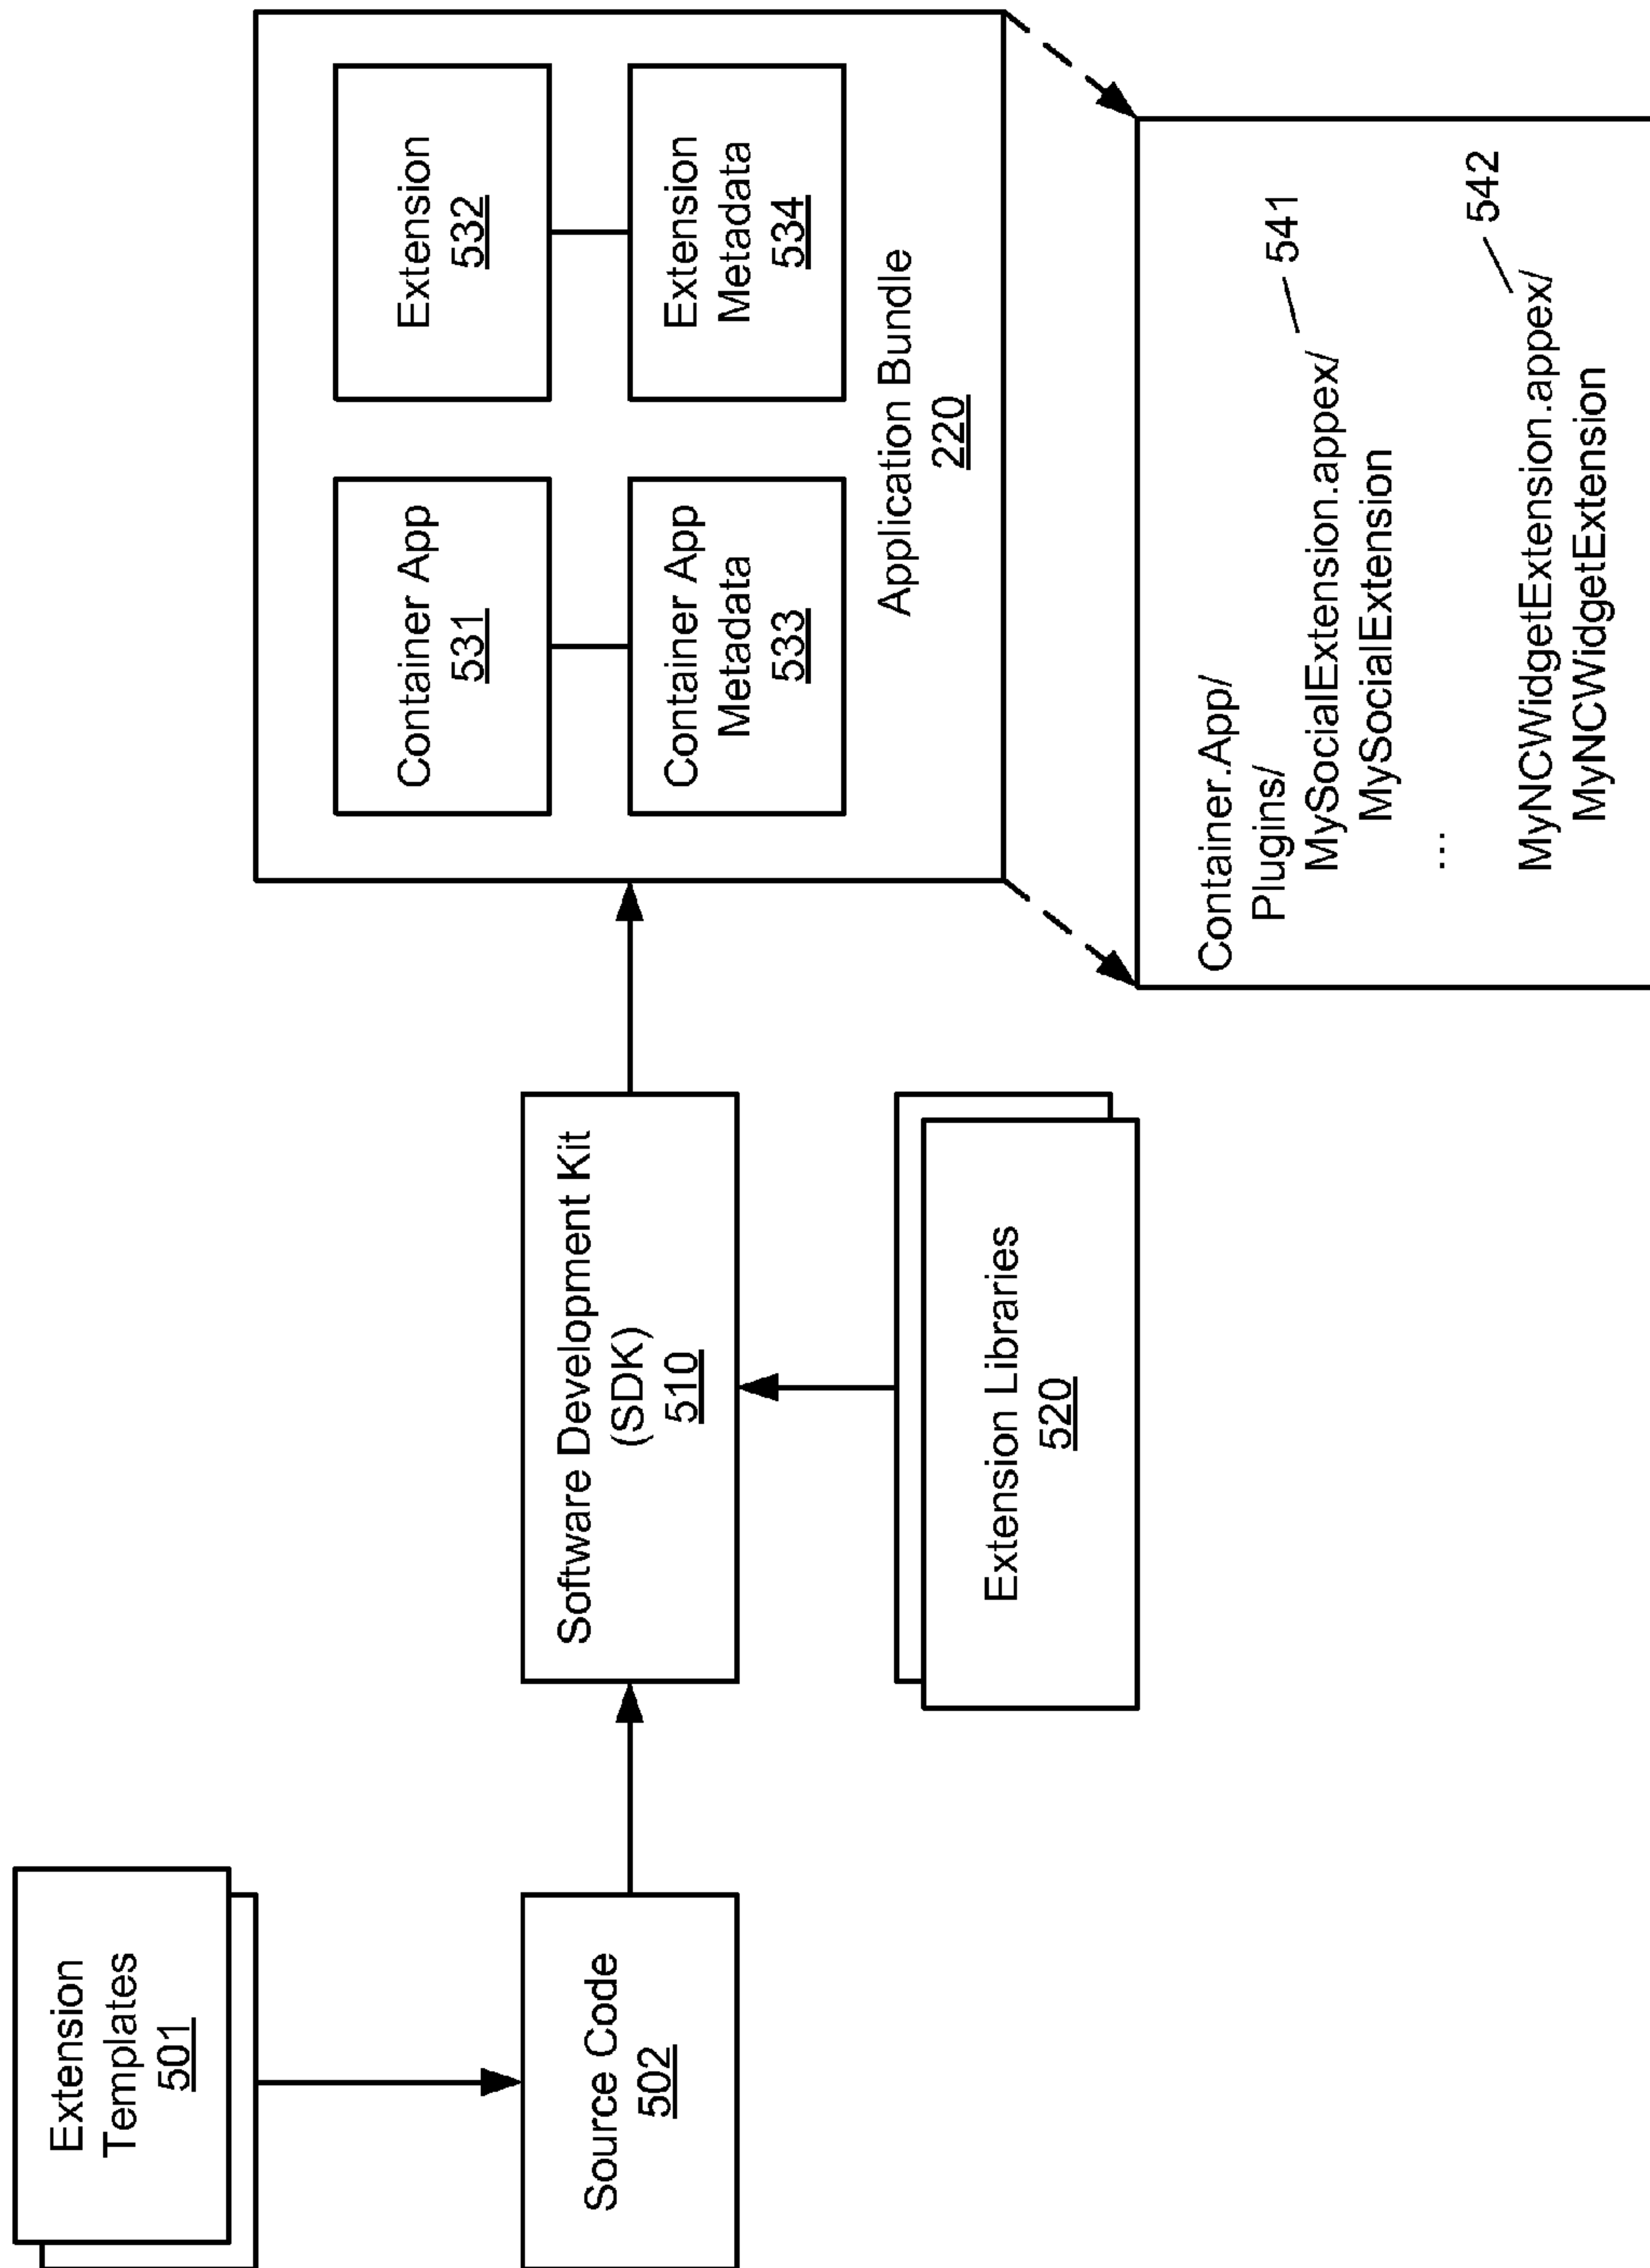 Extension
Templates
501
Source Code
502
Software Development Kit
(SDK)
510
Extension Libraries
520
Container App
531
Extension
532
Container App
Metadata
533
Extension
Metadata
534
Application Bundle
220
Container.App/
Plugins/
MySocialExtension.appex/
541
MySocialExtension
...
MyNCWidgetExtension.appex/
542
MyNCWidgetExtension